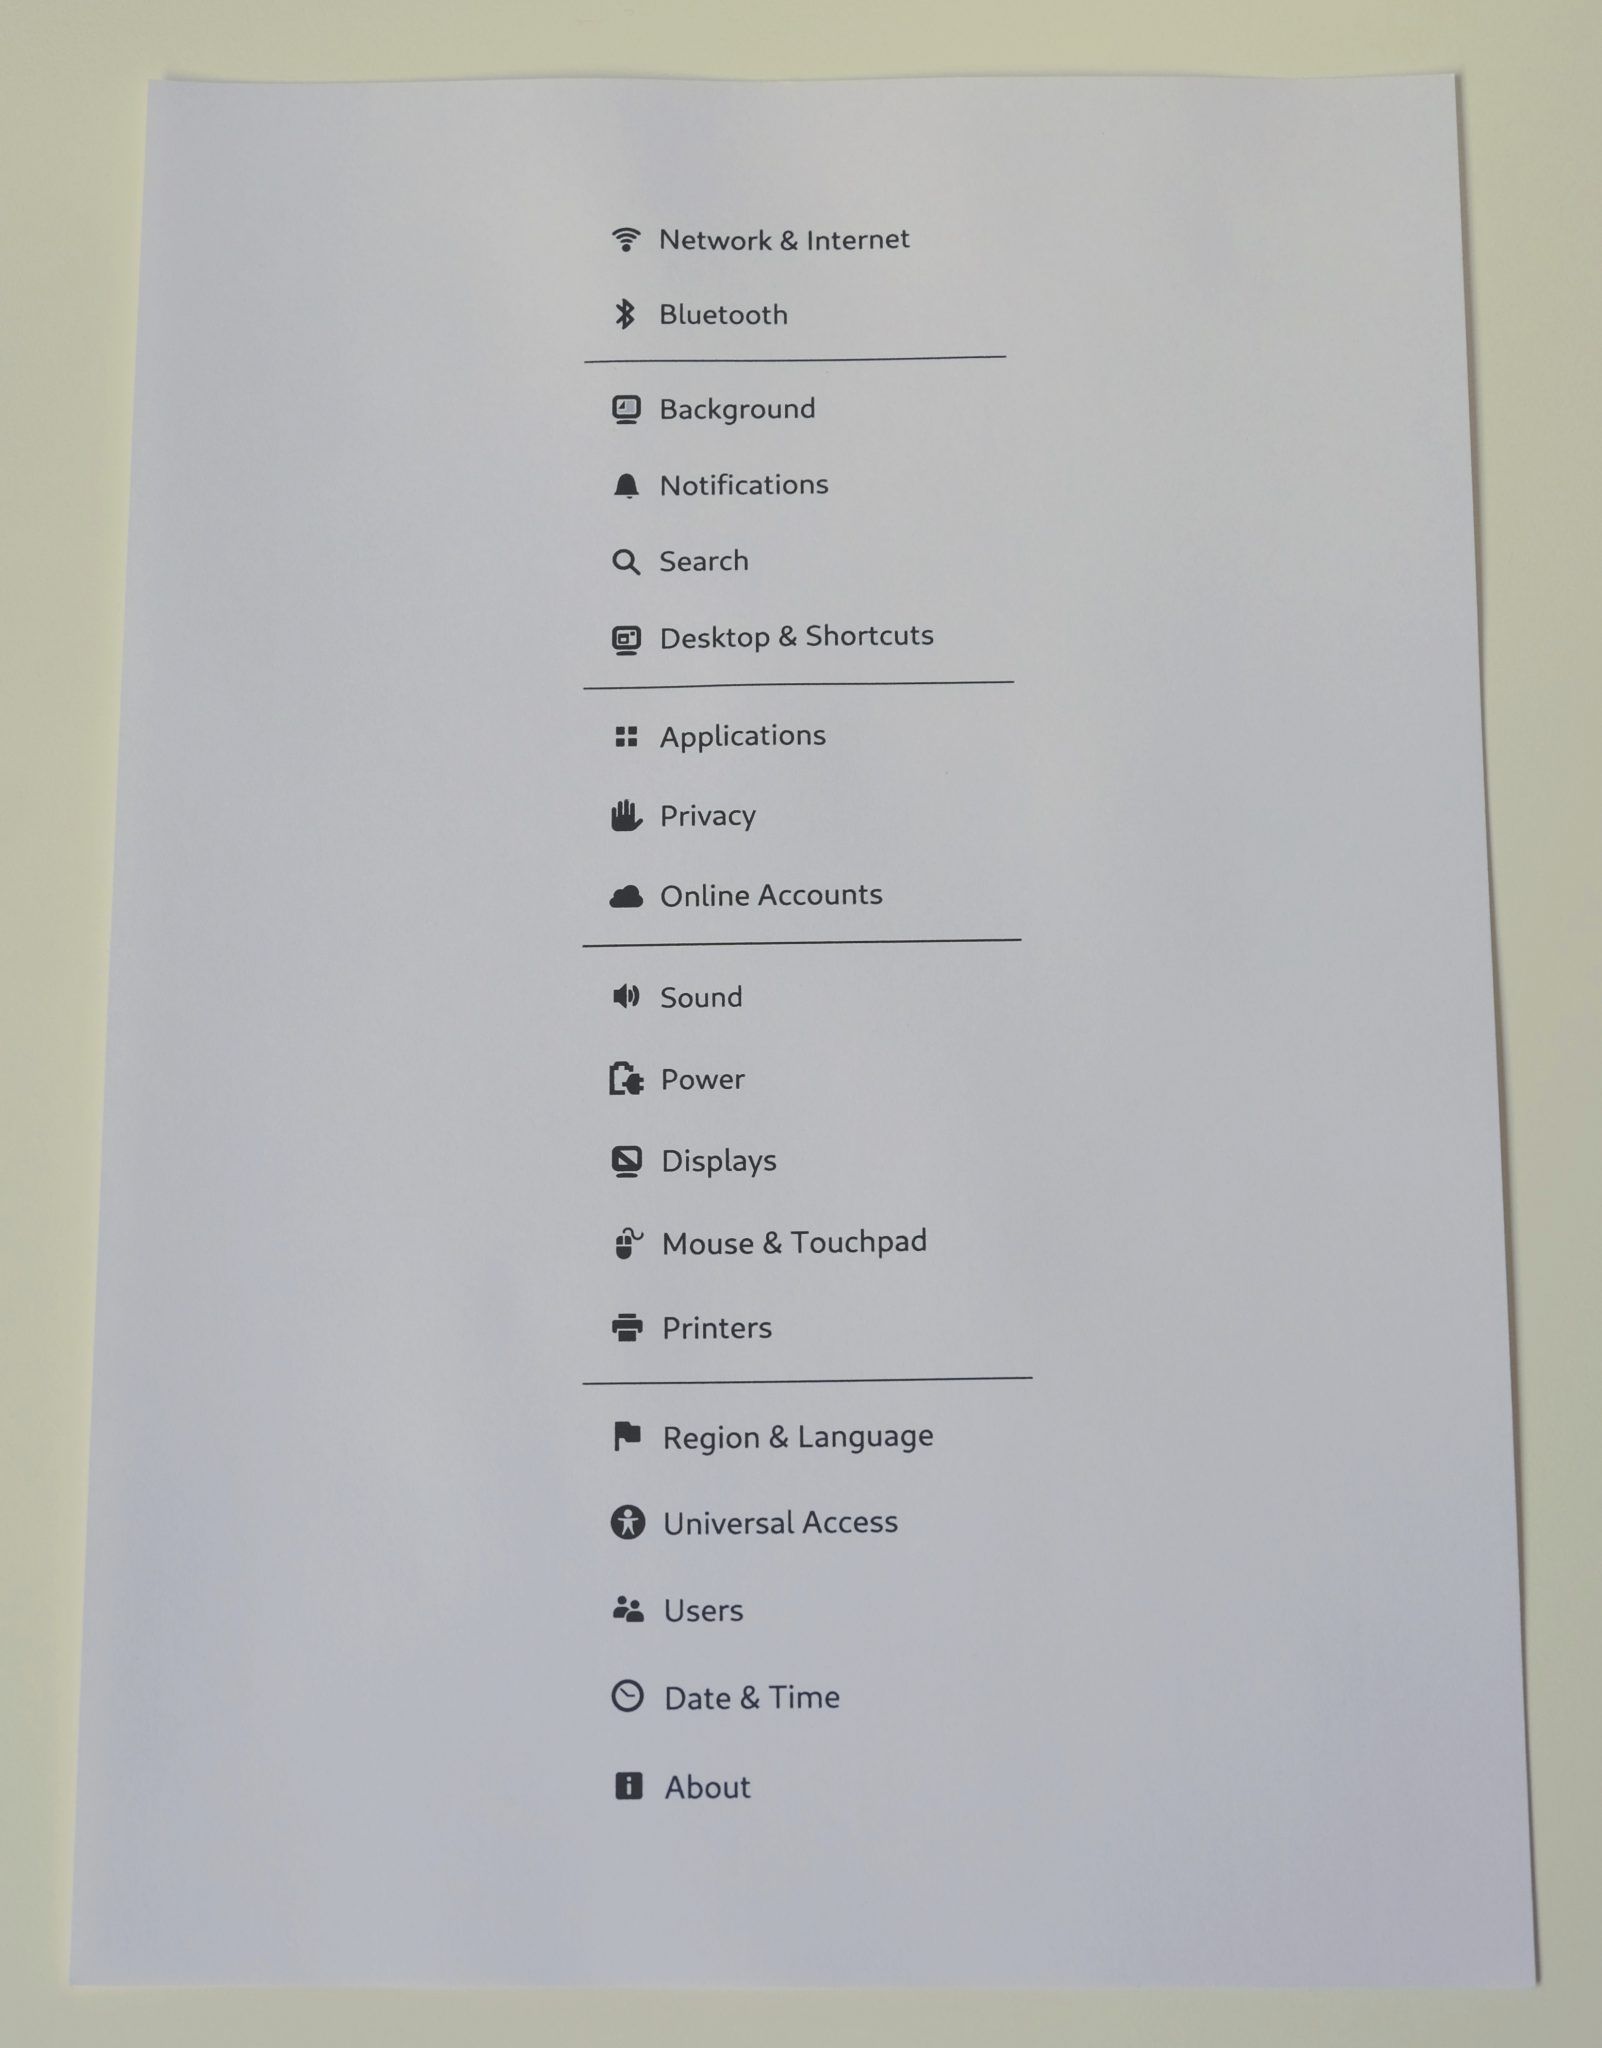 Network & Internet
Bluetooth
Background
Notifications
Search
Desktop & Shortcuts
Applications
Privacy
Online Accounts
Sound
Power
Displays
Mouse & Touchpad
Printers
Region & Language
Universal Access
Users
Date & Time
About